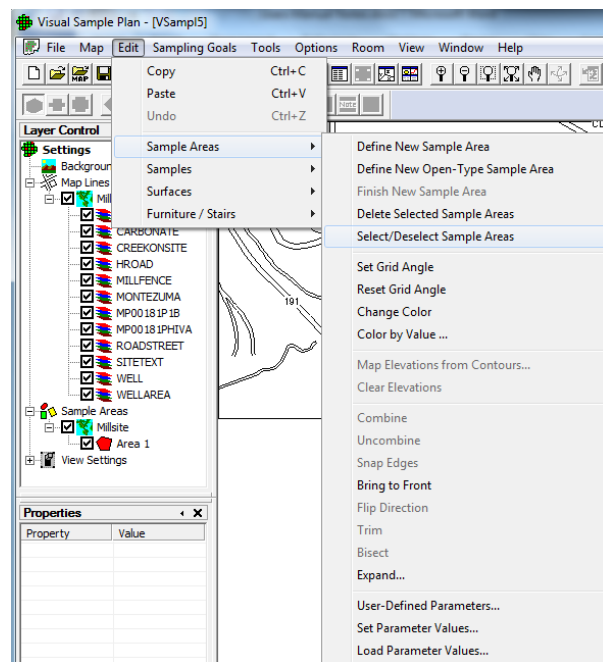 Visual Sample Plan - [VSampl5]
File Map Edit Sampling Goals Tools Options Room View Window Help
MAP
Copy Ctrl+C
Paste Ctrl+V
Undo Ctrl+Z
Sample Areas
Samples
Surfaces
Furniture / Stairs
Define New Sample Area
Define New Open-Type Sample Area
Finish New Sample Area
Delete Selected Sample Areas
Select/Deselect Sample Areas
Set Grid Angle
Reset Grid Angle
Change Color
Color by Value ...
Map Elevations from Contours...
Clear Elevations
Combine
Uncombine
Snap Edges
Bring to Front
Flip Direction
Trim
Bisect
Expand...
User-Defined Parameters...
Set Parameter Values...
Load Parameter Values...
Note
Layer Control
Settings
Backgroun
Map Lines
Mil
CARBONATE
CREEKONSITE
HROAD
MILLFENCE
MONTEZUMA
MP00181P1B
MP00181PHIVA
ROADSTREET
SITETEXT
WELL
WELLAREA
Sample Areas
Millsite
Area 1
View Settings
191
Properties
Property Value